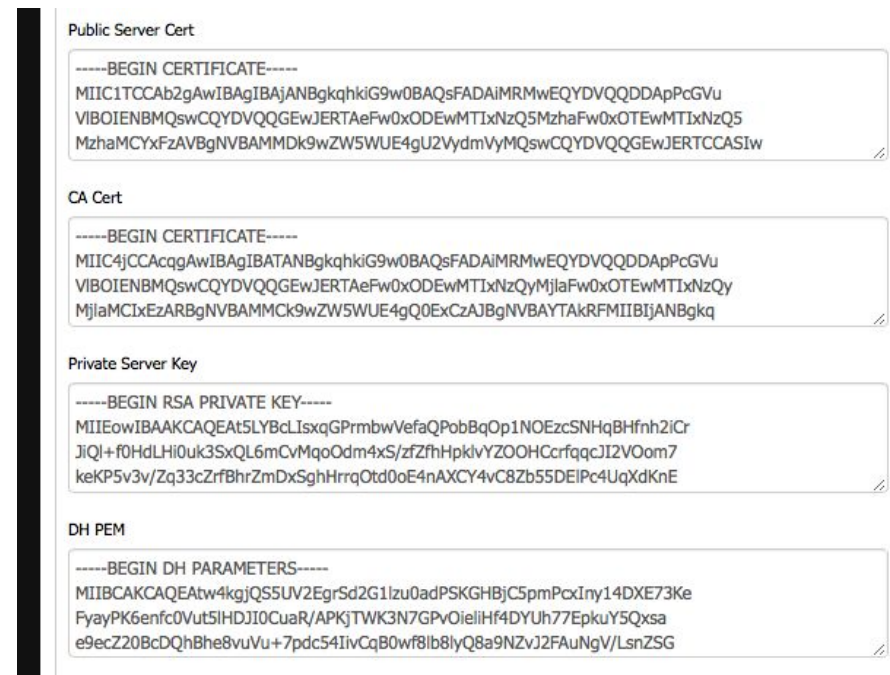 Public Server Cert
-----BEGIN CERTIFICATE-----
MIIC1TCCAb2gAwIBAgIBAjANBgkqhkiG9w0BAQsFADAiMRMwEQYDVQQDDApPcGVu
VlBOIENBMQswCQYDVQQGEwJERTAeFw0xODEwMTIxNzQ5MzhaFw0xOTEwMTIxNzQ5
MzhaMCYxFzAVBgNVBAMMDk9wZW5WUE4gU2VydmVyMQswCQYDVQQGEwJERTCCASIw
CA Cert
-----BEGIN CERTIFICATE-----
MIIC4jCCAcqgAwIBAgIBATANBgkqhkiG9w0BAQsFADAiMRMwEQYDVQQDDApPcGVu
VlBOIENBMQswCQYDVQQGEwJERTAeFw0xODEwMTIxNzQyMjlaFw0xOTEwMTIxNzQy
MjlaMCIxEzARBgNVBAMMCk9wZW5WUE4gQ0ExCzAJBgNVBAYTAkRFMIIBIjANBgkq
Private Server Key
-----BEGIN RSA PRIVATE KEY-----
MIIEowIBAAKCAQEAt5LYBcLIsxqGPrmbwVefaQPobBqOp1NOEzcSNHqBHfnh2iCr
JiQl+f0HdLHi0uk3SxQL6mCvMqoOdm4xS/zfZfhHpklvYZOOHCcrfqqcJI2VOom7
keKP5v3v/Zq33cZrfBhrZmDxSghHrrqOtd0oE4nAXCY4vC8Zb55DElPc4UqXdKnE
DH PEM
-----BEGIN DH PARAMETERS-----
MIIBCAKCAQEAtw4kgjQS5UV2EgrSd2G1lzu0adPSKGHBjC5pmPcxIny14DXE73Ke
FyayPK6enfc0Vut5lHDJI0CuaR/APKjTWK3N7GPvOieliHf4DYUh77EpkuY5Qxsa
e9ecZ20BcDQhBhe8vuVu+7pdc54IivCqB0wf8lb8lyQ8a9NZvJ2FAuNgV/LsnZSG